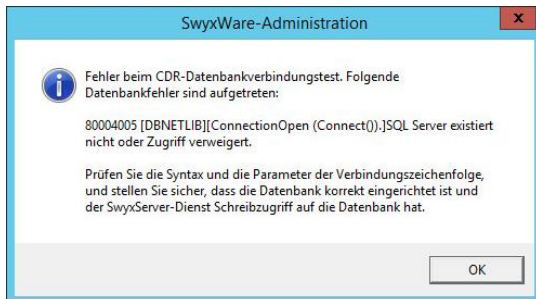 SwyxWare-Administration
x
Fehler beim CDR-Datenbankverbindungstest. Folgende
Datenbankfehler sind aufgetreten:
80004005 [DBNETLIB][ConnectionOpen (Connect()).]SQL Server existiert
nicht oder Zugriff verweigert.
Prüfen Sie die Syntax und die Parameter der Verbindungszeichenfolge,
und stellen Sie sicher, dass die Datenbank korrekt eingerichtet ist und
der SwyxServer-Dienst Schreibzugriff auf die Datenbank hat.
OK